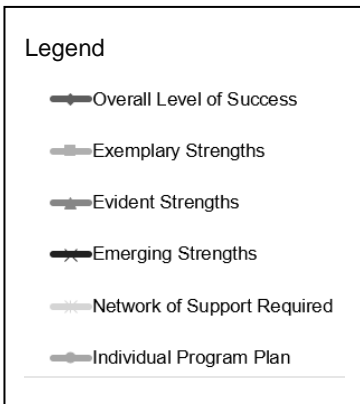 Legend
Overall Level of Success
Exemplary Strengths
Evident Strengths
Emerging Strengths
Network of Support Required
Individual Program Plan